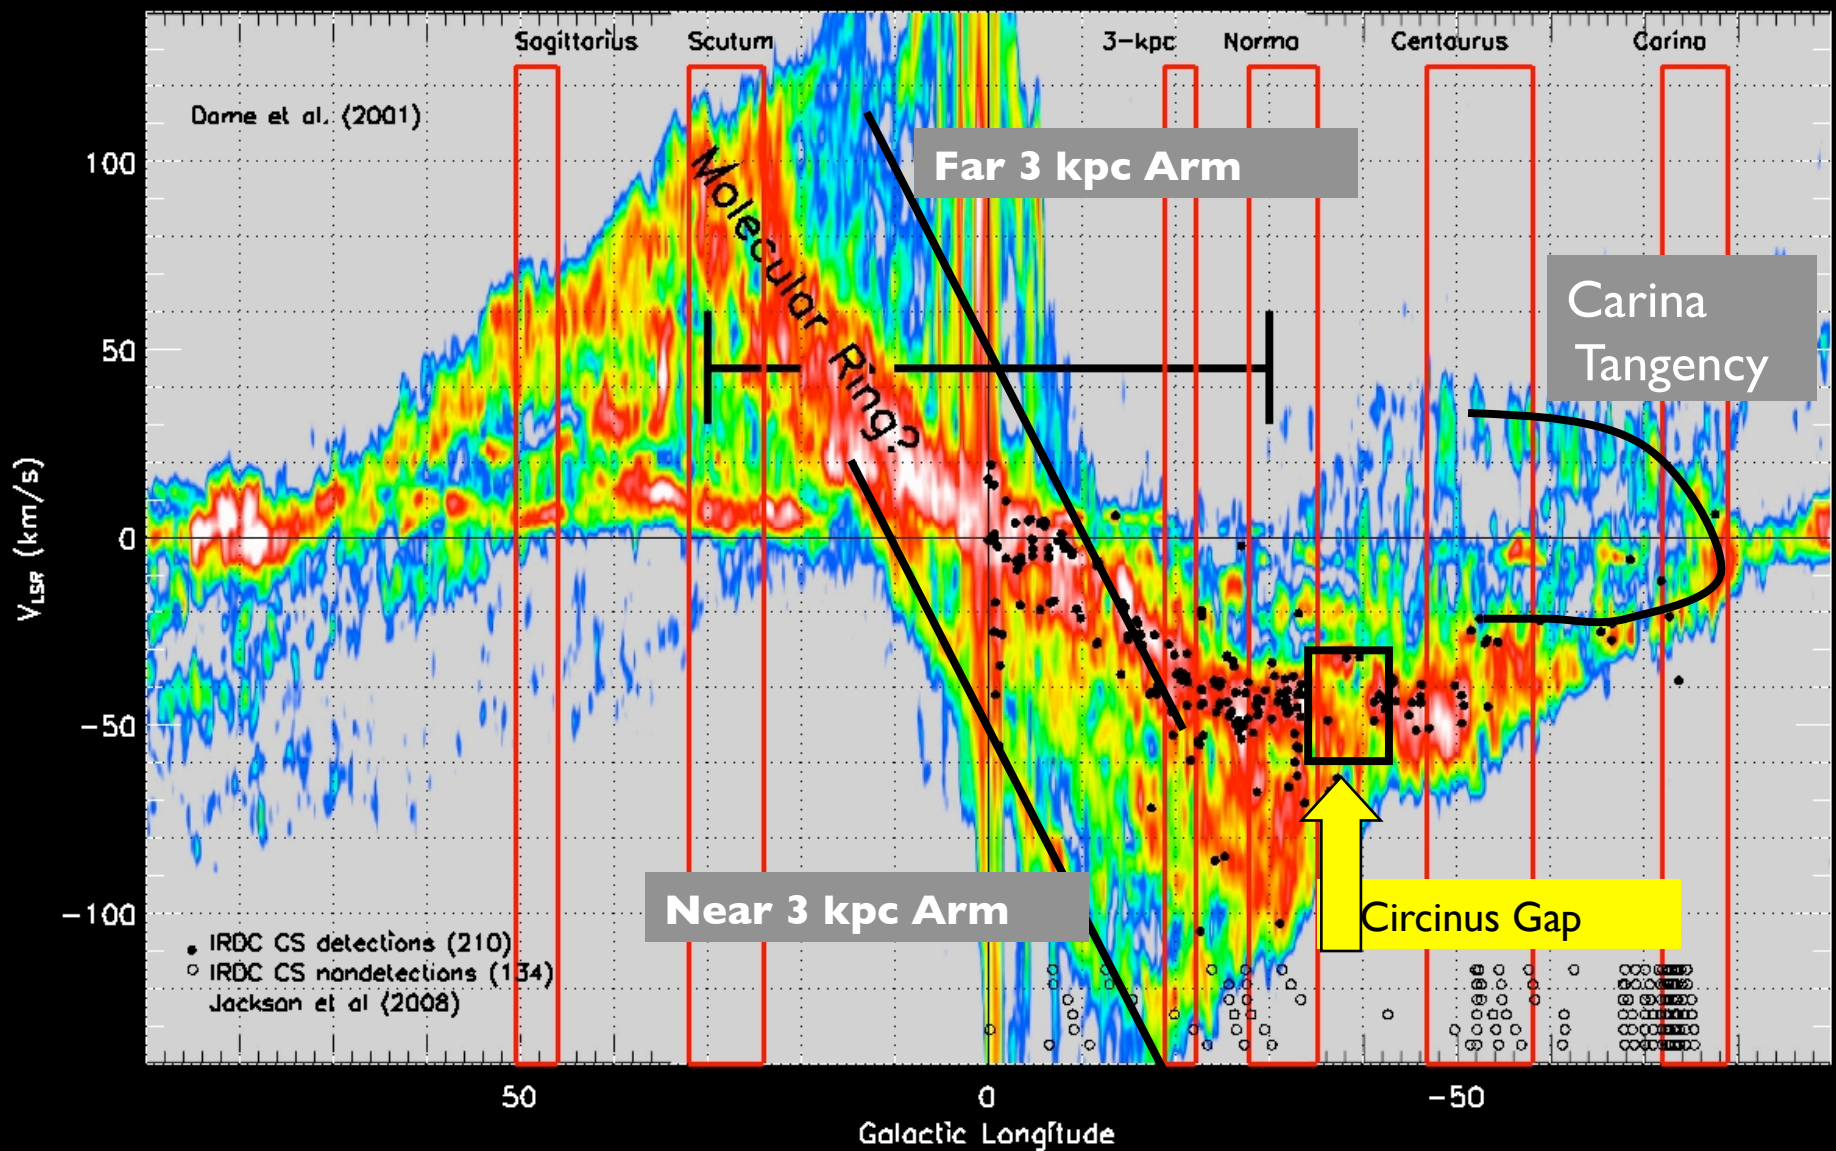 Sagittarius
Scutum
3-kpc
Norma
Centaurus
Carina
Dame et al. (2001)
Molecular
Ring?
Far 3 kpc Arm
Carina
Tangency
Near 3 kpc Arm
Circinus Gap
IRDC CS detections (210)
IRDC CS nondetections (134)
Jackson et al (2008)
100
50
0
−50
−100
V_LSR (km/s)
50
0
−50
Galactic Longitude